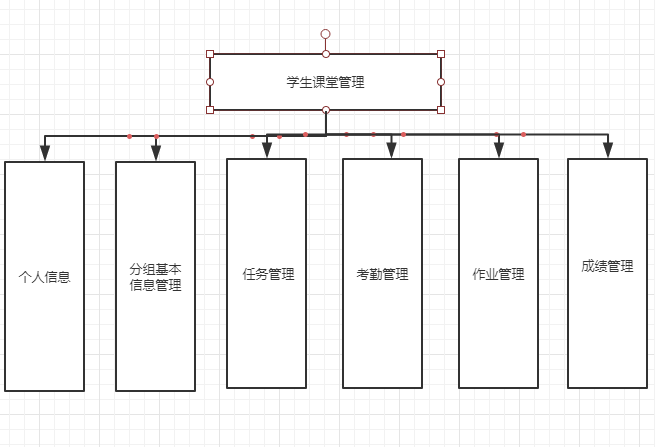 学生课堂管理
个人信息
分组基本
信息管理
任务管理
考勤管理
作业管理
成绩管理